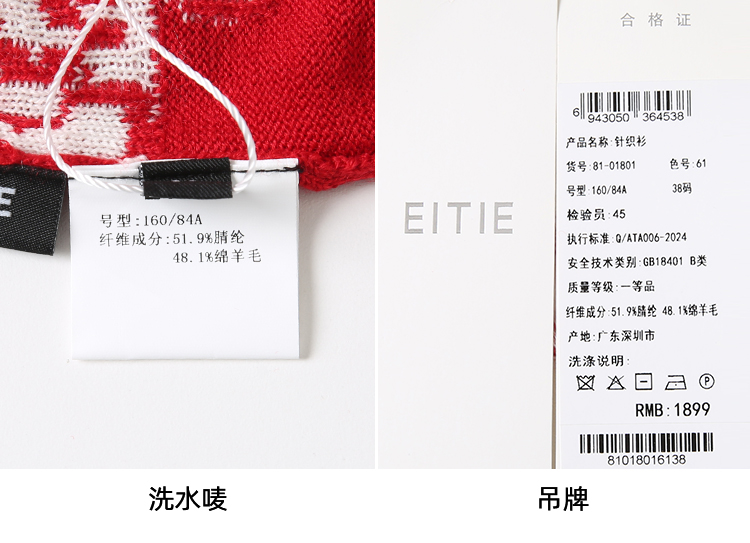 E
号型:160/84A
纤维成分:51.9%腈纶
48.1%绵羊毛
洗水唛
EITIE
合格证
6 943050 364538
产品名称:针织衫
货号:81-01801 色号:61
号型:160/84A 38码
检验员:45
执行标准:Q/ATA006-2024
安全技术类别:GB18401 B类
质量等级:一等品
纤维成分:51.9%腈纶 48.1%绵羊毛
产地:广东深圳市
洗涤说明:
P
RMB:1899
81018016138
吊牌